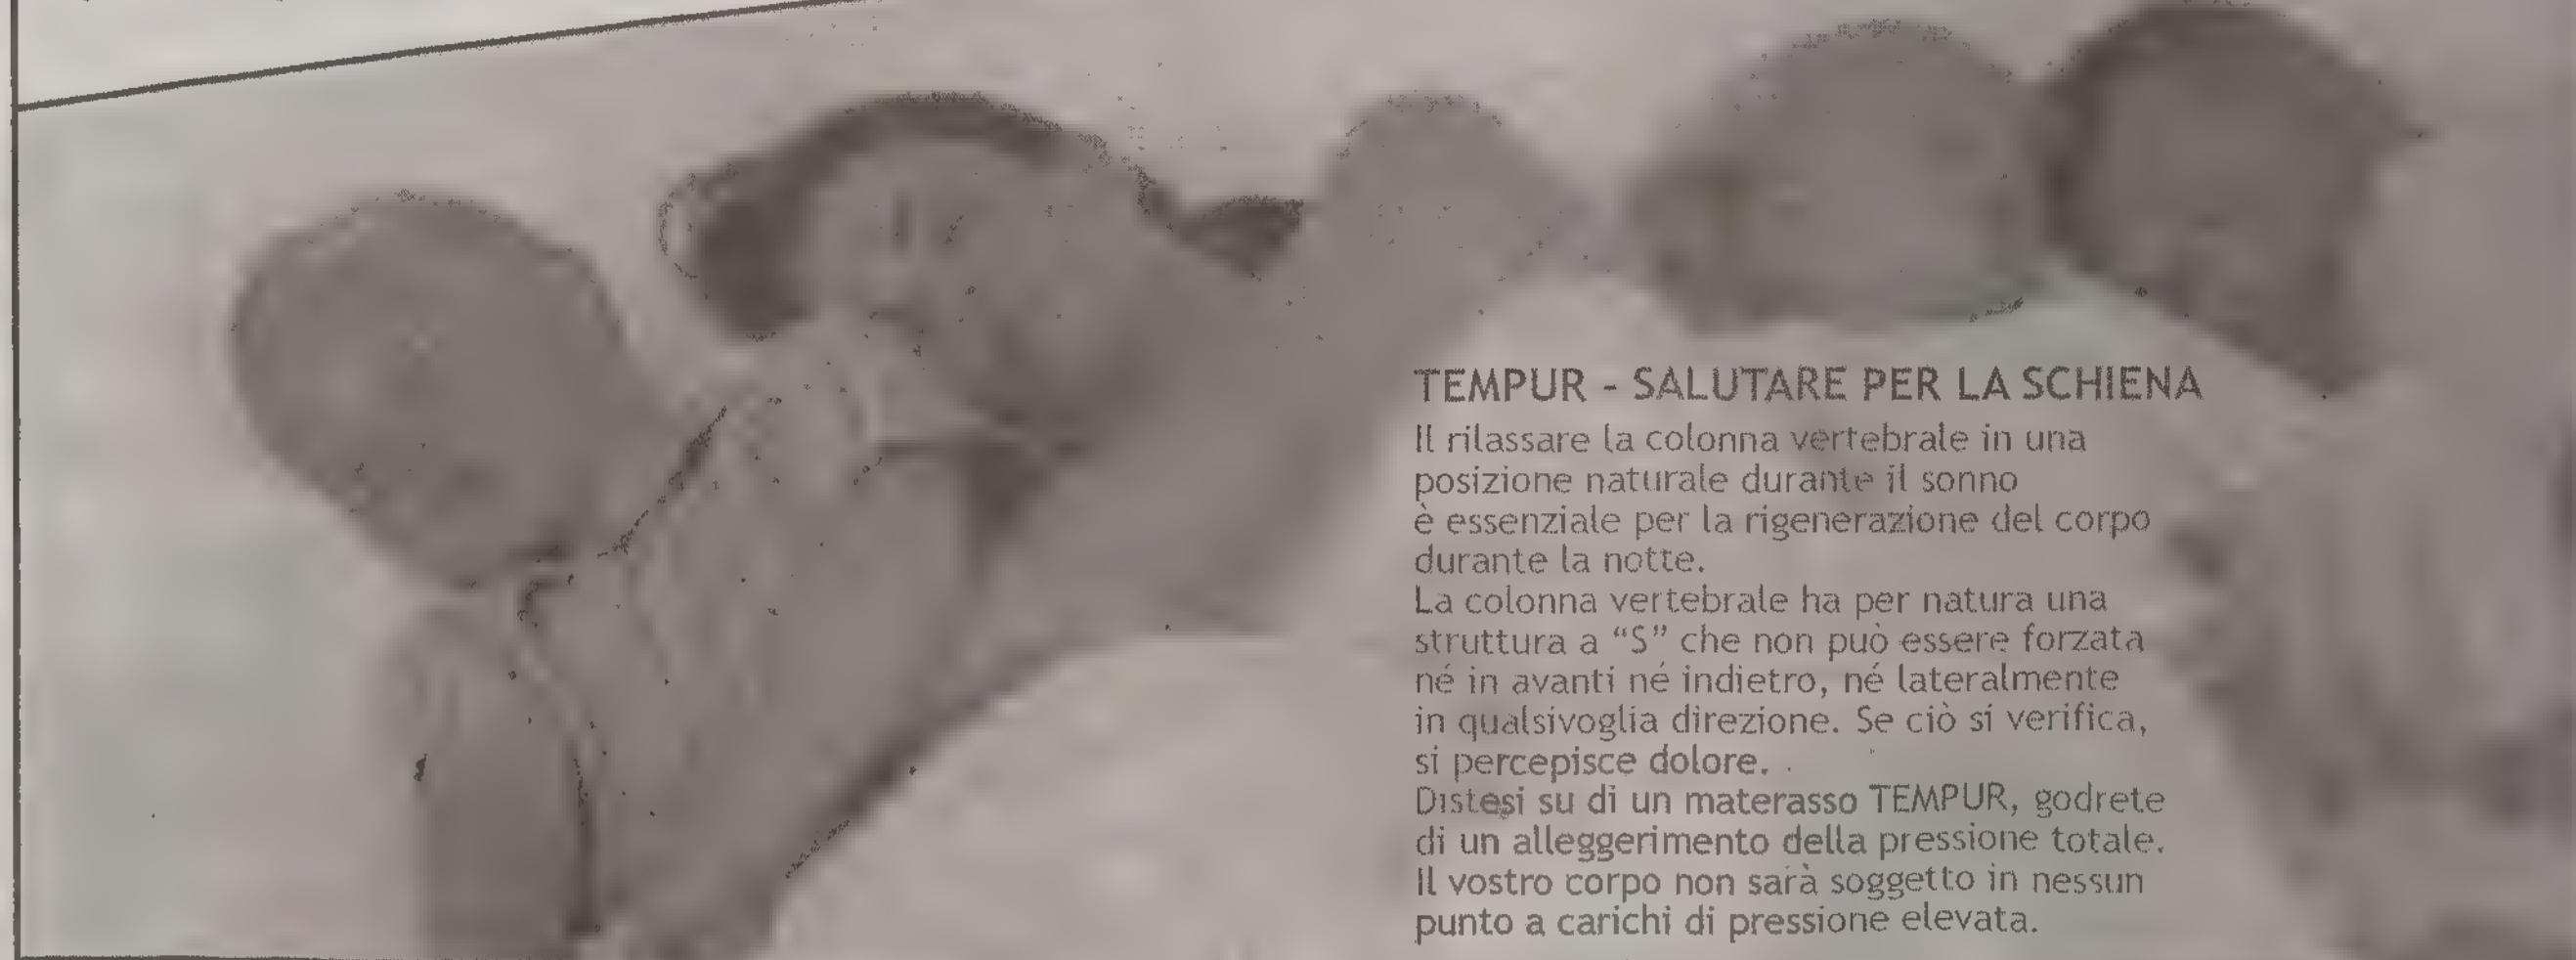 TEMPUR - SALUTARE PER LA SCHIENA
Il rilassare la colonna vertebrale in una
posizione naturale durante il sonno
è essenziale per la rigenerazione del corpo
durante la notte.
La colonna vertebrale ha per natura una
struttura a “S” che non può essere forzata
né in avanti né indietro, né lateralmente
in qualsivoglia direzione. Se ciò si verifica,
si percepisce dolore.
Distesi su di un materasso TEMPUR, godrete
di un alleggerimento della pressione totale.
Il vostro corpo non sarà soggetto in nessun
punto a carichi di pressione elevata.